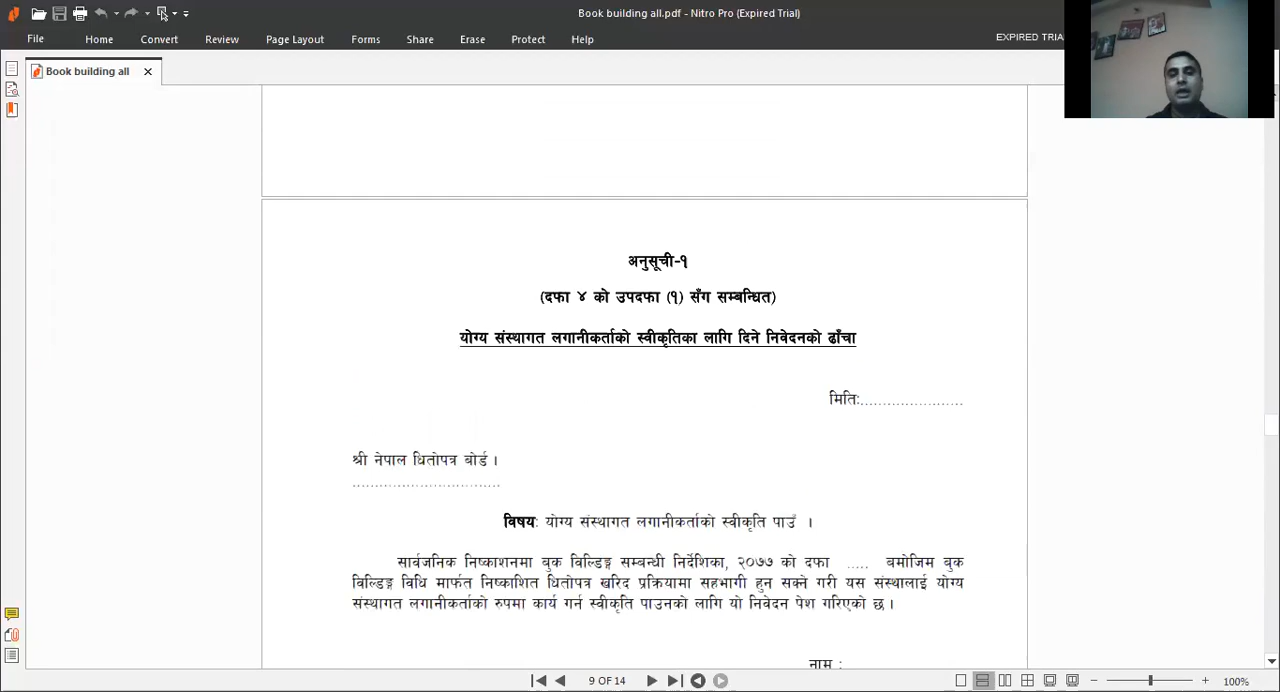 Book building all.pdf - Nitro Pro (Expired Trial)
File Home Convert Review Page Layout Forms Share Erase Protect Help
EXPIRED TRIA
Book building all ×
अनुसूची-१
(दफा ४ को उपदफा (१) सँग सम्बन्धित)
योग्य संस्थागत लगानीकर्ताको स्वीकृतिका लागि दिने निवेदनको ढाँचा
मितिः.......................
श्री नेपाल धितोपत्र बोर्ड ।
.................................
विषयः योग्य संस्थागत लगानीकर्ताको स्वीकृति पाउँ ।
सार्वजनिक निष्काशनमा बुक विल्डिङ्ग सम्बन्धी निर्देशिका, २०७७ को दफा ..... बमोजिम बुक
विल्डिङ्ग विधि मार्फत निष्काशित धितोपत्र खरिद प्रक्रियामा सहभागी हुन सक्ने गरी यस संस्थालाई योग्य
संस्थागत लगानीकर्ताको रुपमा कार्य गर्न स्वीकृति पाउनको लागि यो निवेदन पेश गरिएको छ ।
नाम :
9 OF 14
100%